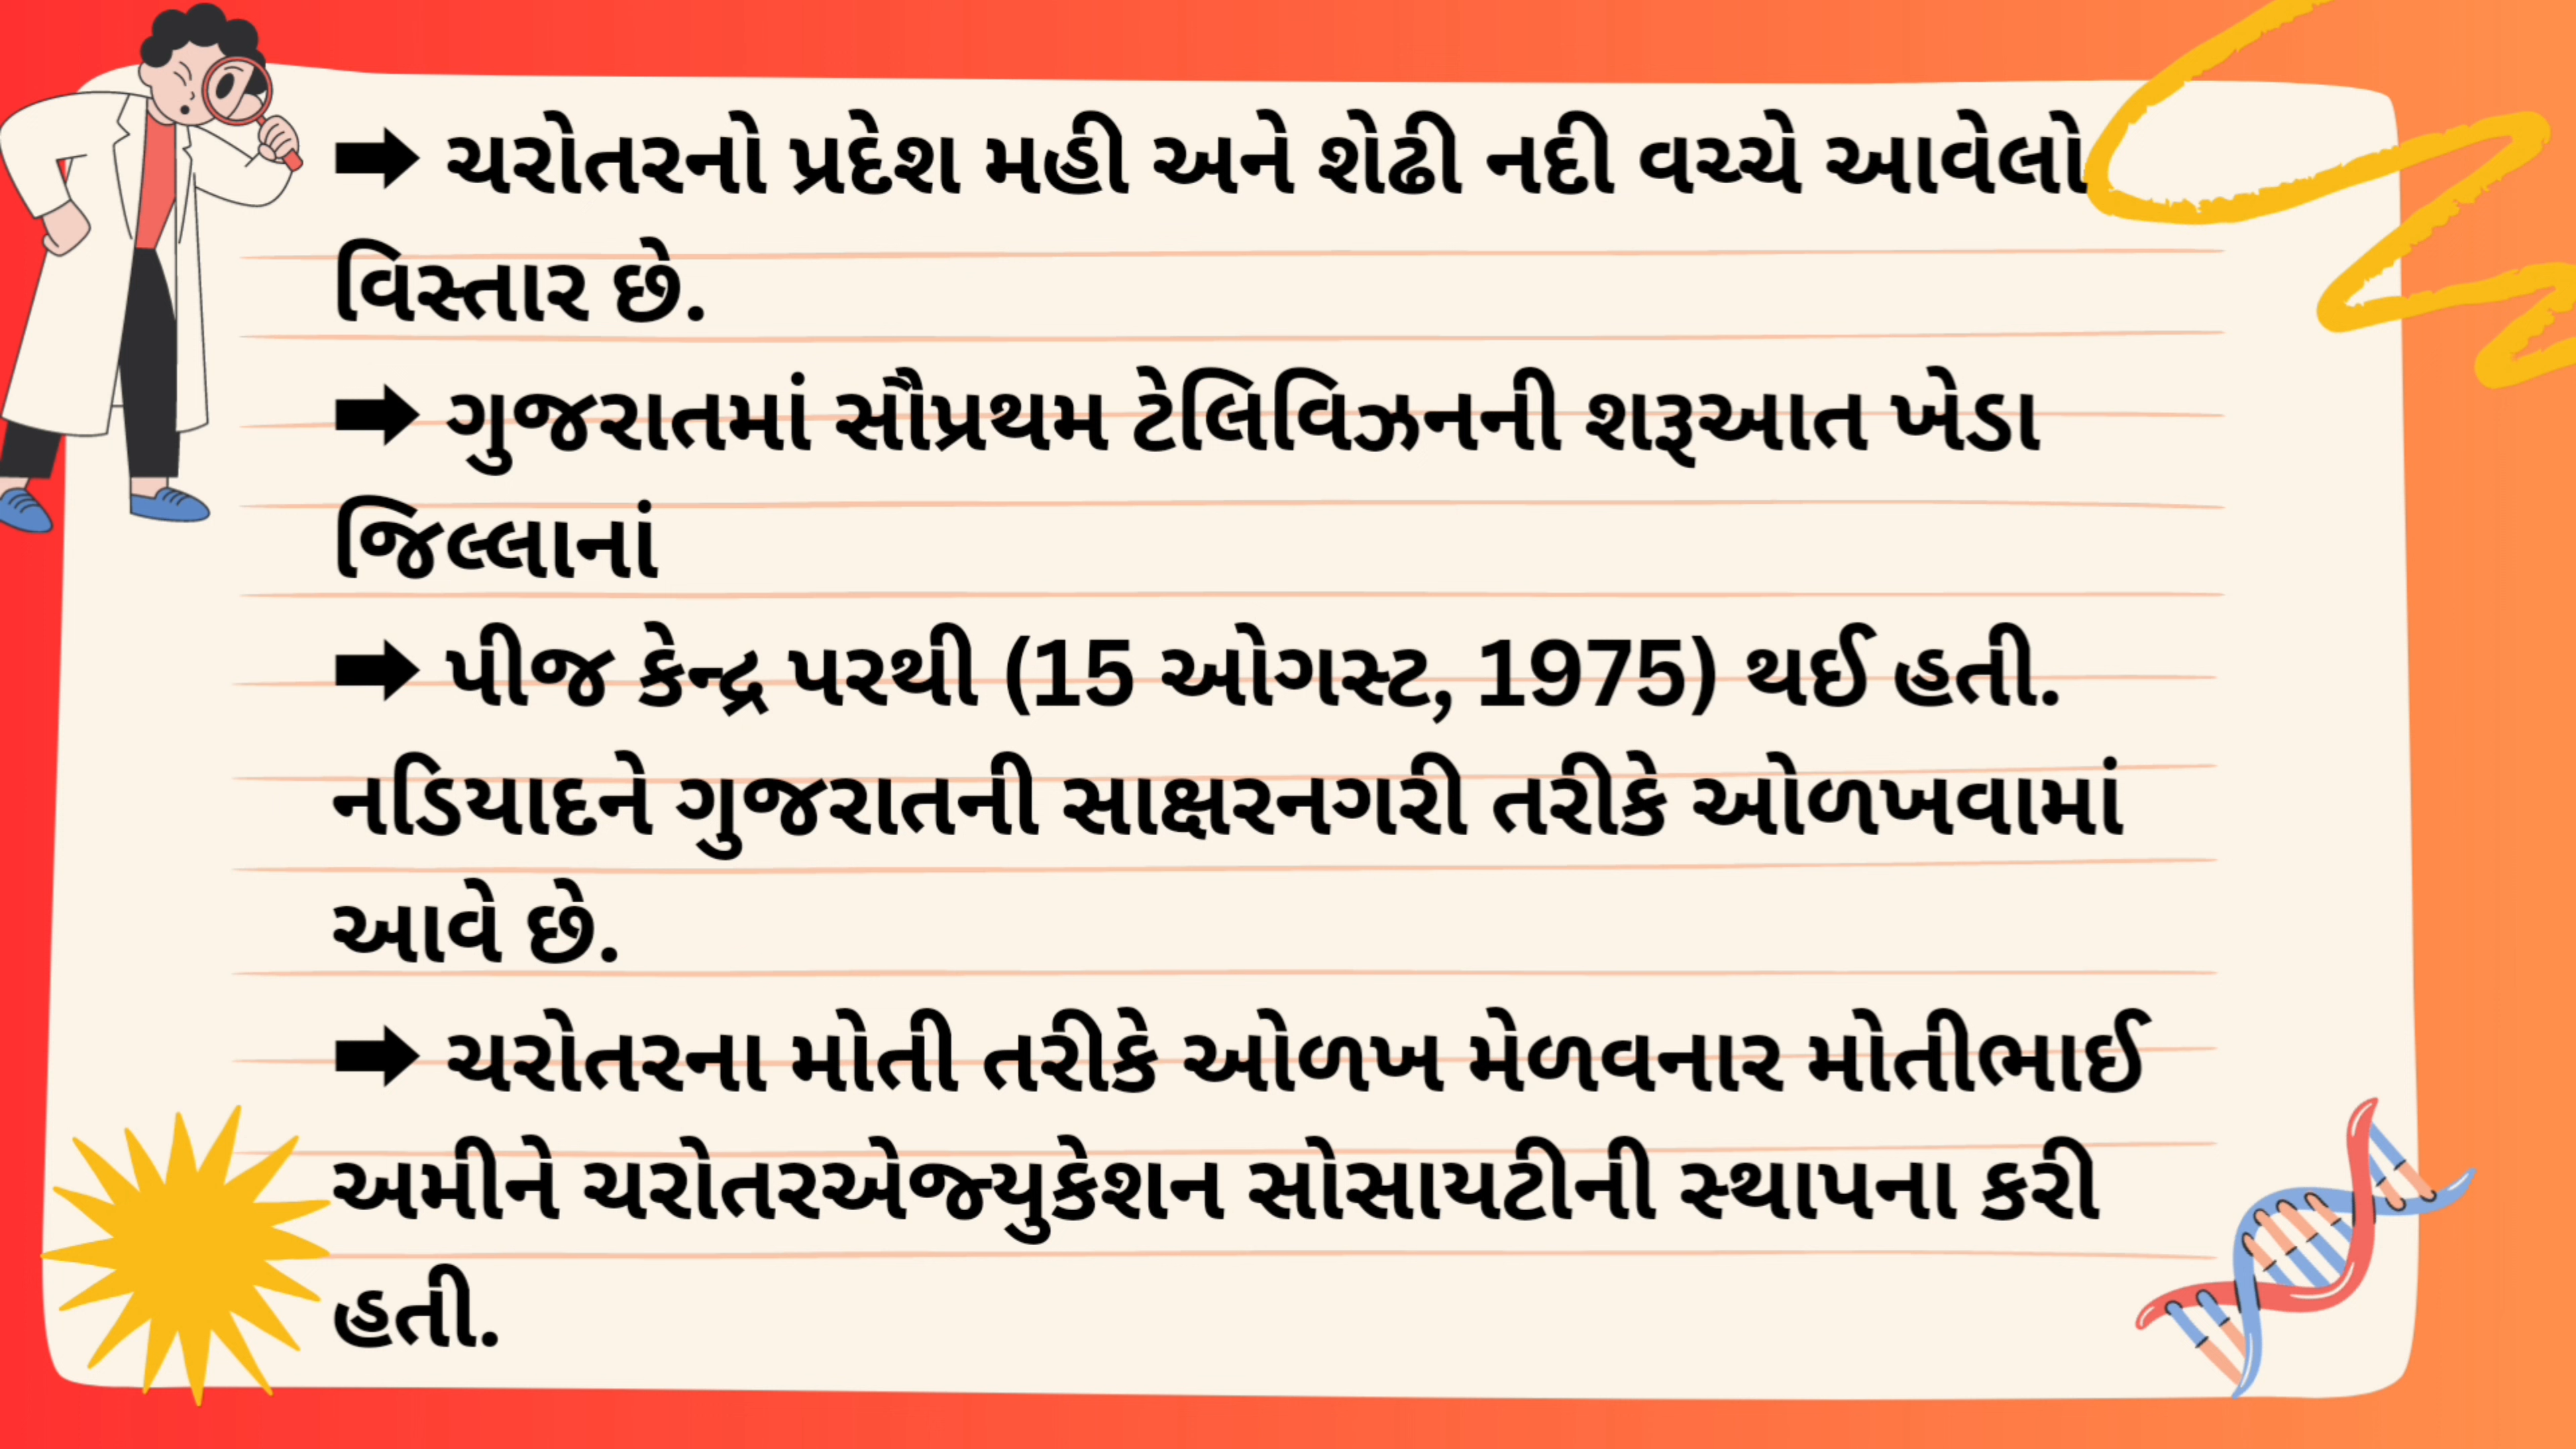 ➡ ચરોતરનો પ્રદેશ મહી અને શેઢી નદી વચ્ચે આવેલો
વિસ્તાર છે.
➡ ગુજરાતમાં સૌપ્રથમ ટેલિવિઝનની શરૂઆત ખેડા
જિલ્લાનાં
➡ પીજ કેન્દ્ર પરથી (15 ઓગસ્ટ, 1975) થઈ હતી.
નડિયાદને ગુજરાતની સાક્ષરનગરી તરીકે ઓળખવામાં
આવે છે.
➡ ચરોતરના મોતી તરીકે ઓળખ મેળવનાર મોતીભાઈ
અમીને ચરોતરએજ્યુકેશન સોસાયટીની સ્થાપના કરી
હતી.